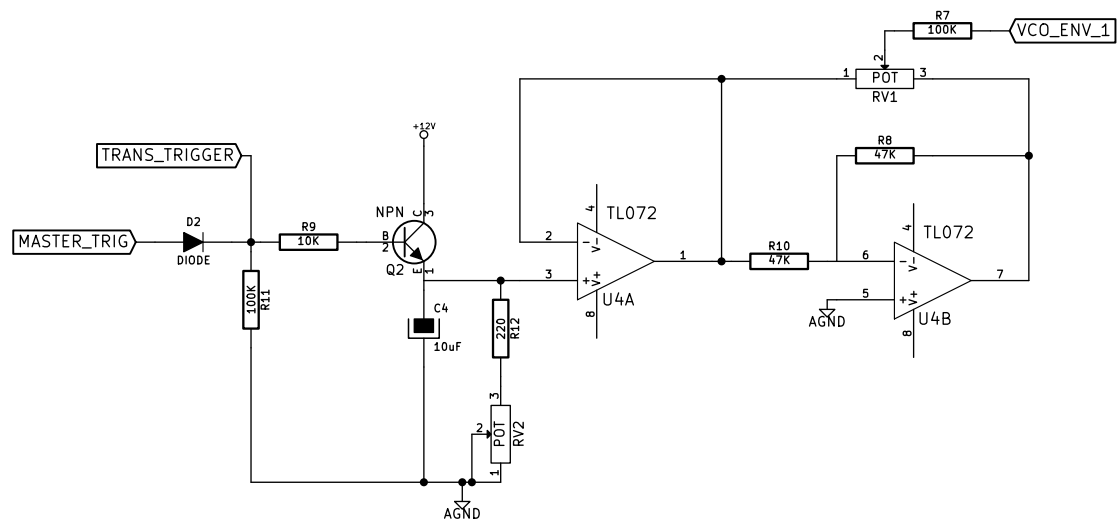 R7
100K
VCO_ENV_1
2
1
POT
3
RV1
+12V
TRANS_TRIGGER
R8
47K
NPN
C
3
4
TL072
D2
MASTER_TRIG
DIODE
R9
10K
B
2
Q2
E
1
2
-
V-
3
+
V+
1
U4A
8
R10
47K
4
TL072
6
-
V-
5
+
V+
7
U4B
8
AGND
100K
R11
C4
10uF
220
R12
3
2
POT
RV2
1
AGND